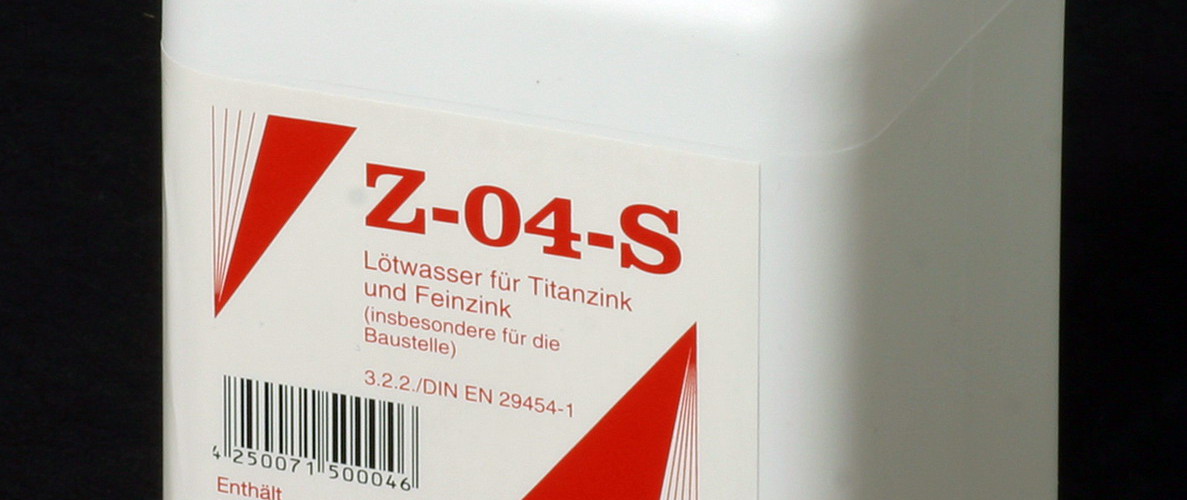 Z-04-S
Lötwasser für Titanzink
und Feinzink
(insbesondere für die
Baustelle)
3.2.2./DIN EN 29454-1
4 250071 500046
Enthält